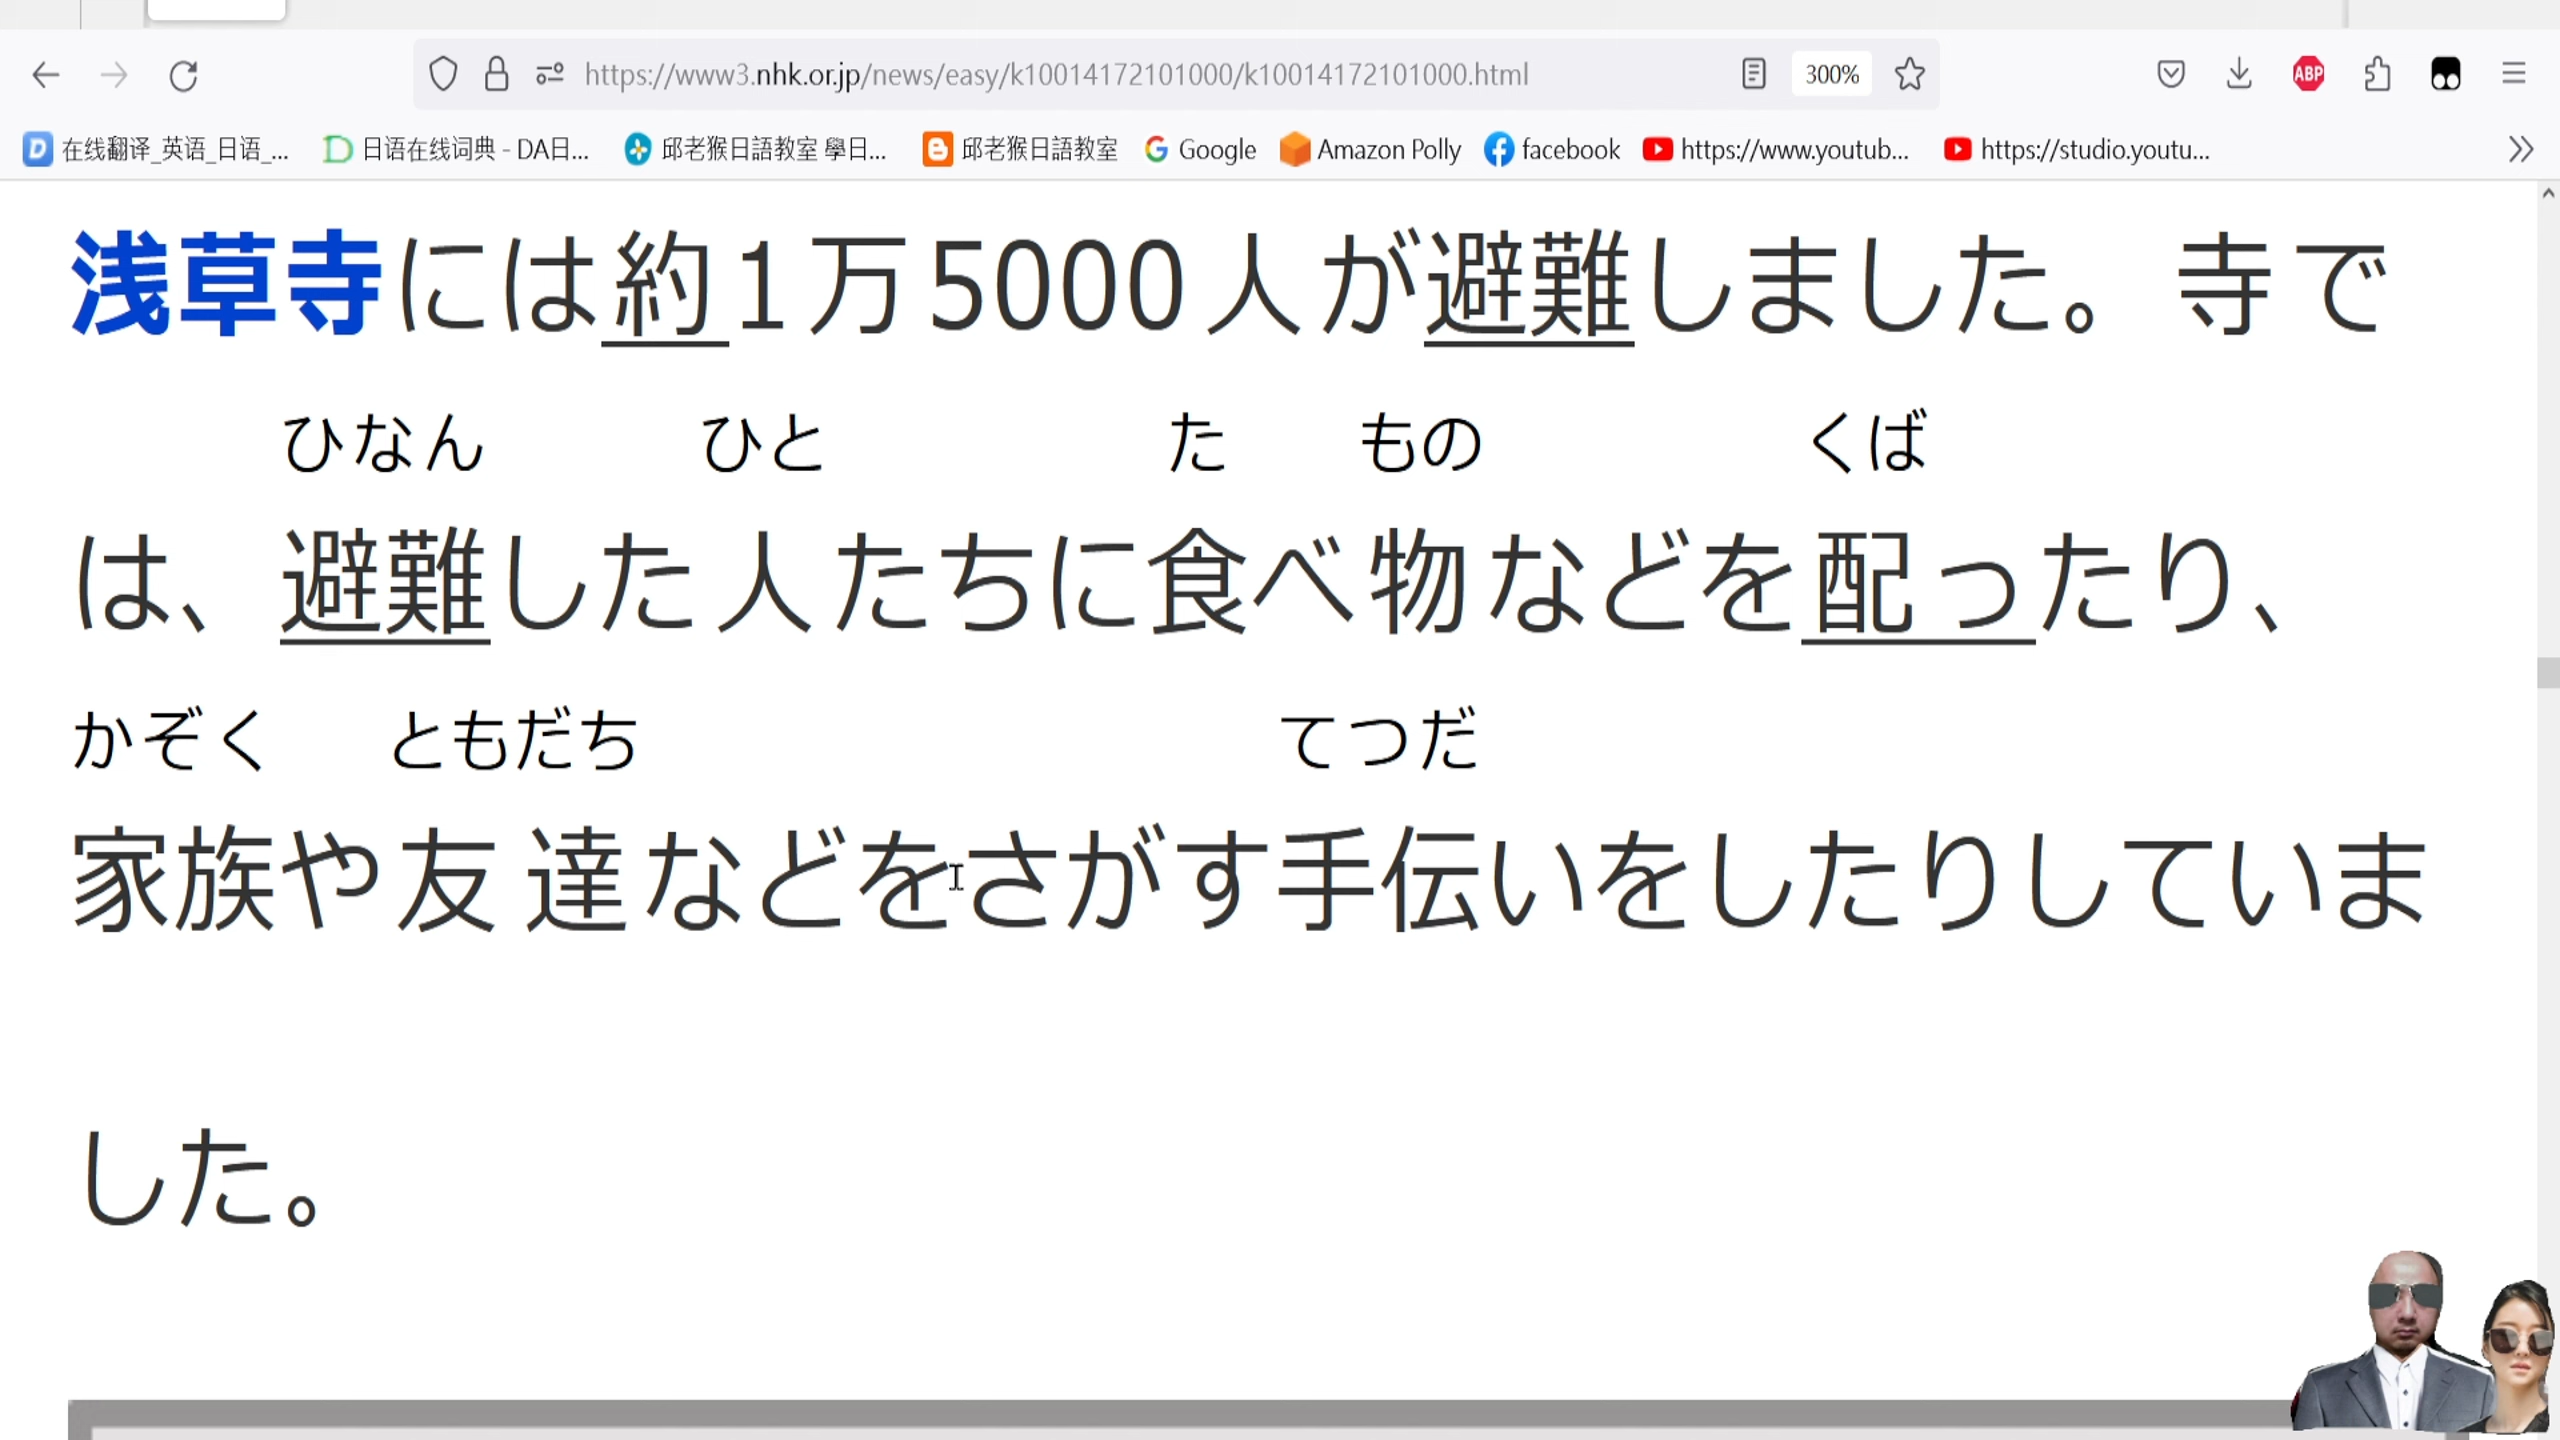 https://www3.nhk.or.jp/news/easy/k10014172101000/k10014172101000.html 300% ABP
在线翻译_英语_日语_... 日语在线词典 - DA日... 邱老猴日語教室 學日... 邱老猴日語教室 Google Amazon Polly facebook https://www.youtub... https://studio.youtu...
浅草寺には約1万5000人が避難しました。寺で
ひなん ひと た もの くば
は、避難した人たちに食べ物などを配ったり、
かぞく ともだち てつだ
家族や友達などをさがす手伝いをしたりしていま
した。